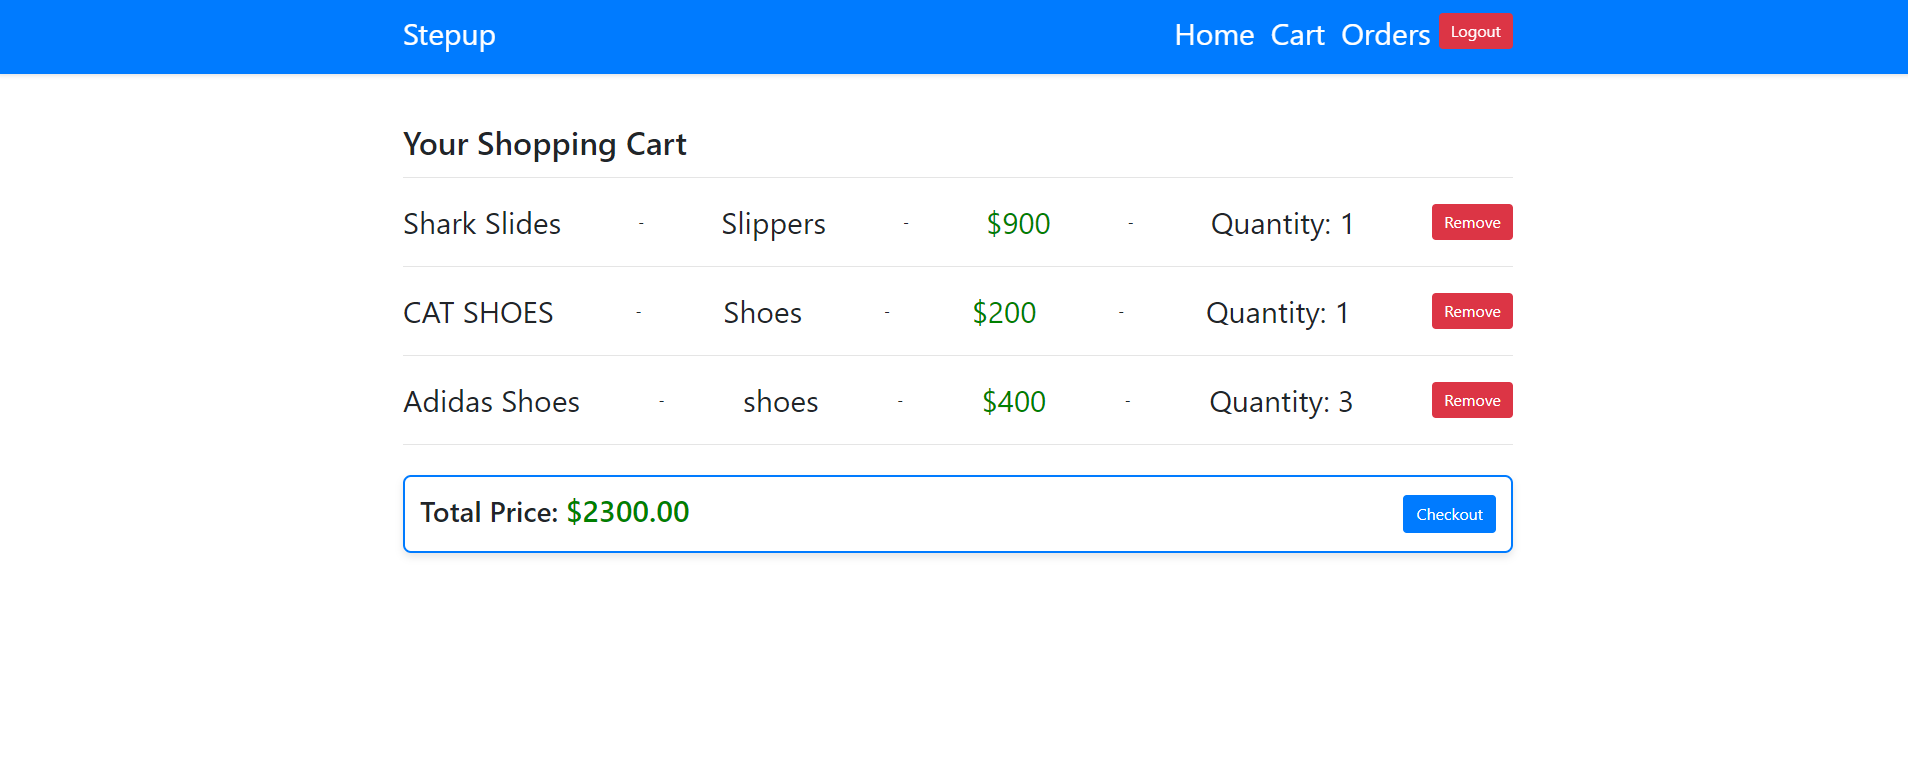 Stepup Home Cart Orders Logout
Your Shopping Cart
Shark Slides - Slippers - $900 - Quantity: 1 Remove
CAT SHOES - Shoes - $200 - Quantity: 1 Remove
Adidas Shoes - shoes - $400 - Quantity: 3 Remove
Total Price: $2300.00 Checkout